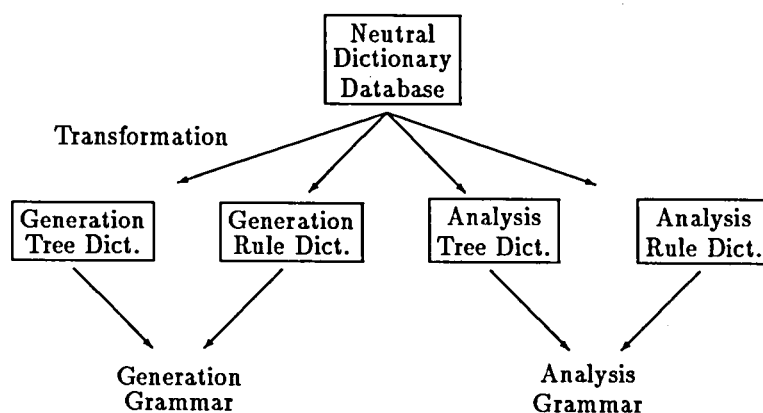 Neutral
Dictionary
Database
Transformation
Generation
Tree Dict.
Generation
Rule Dict.
Analysis
Tree Dict.
Analysis
Rule Dict.
Generation
Grammar
Analysis
Grammar